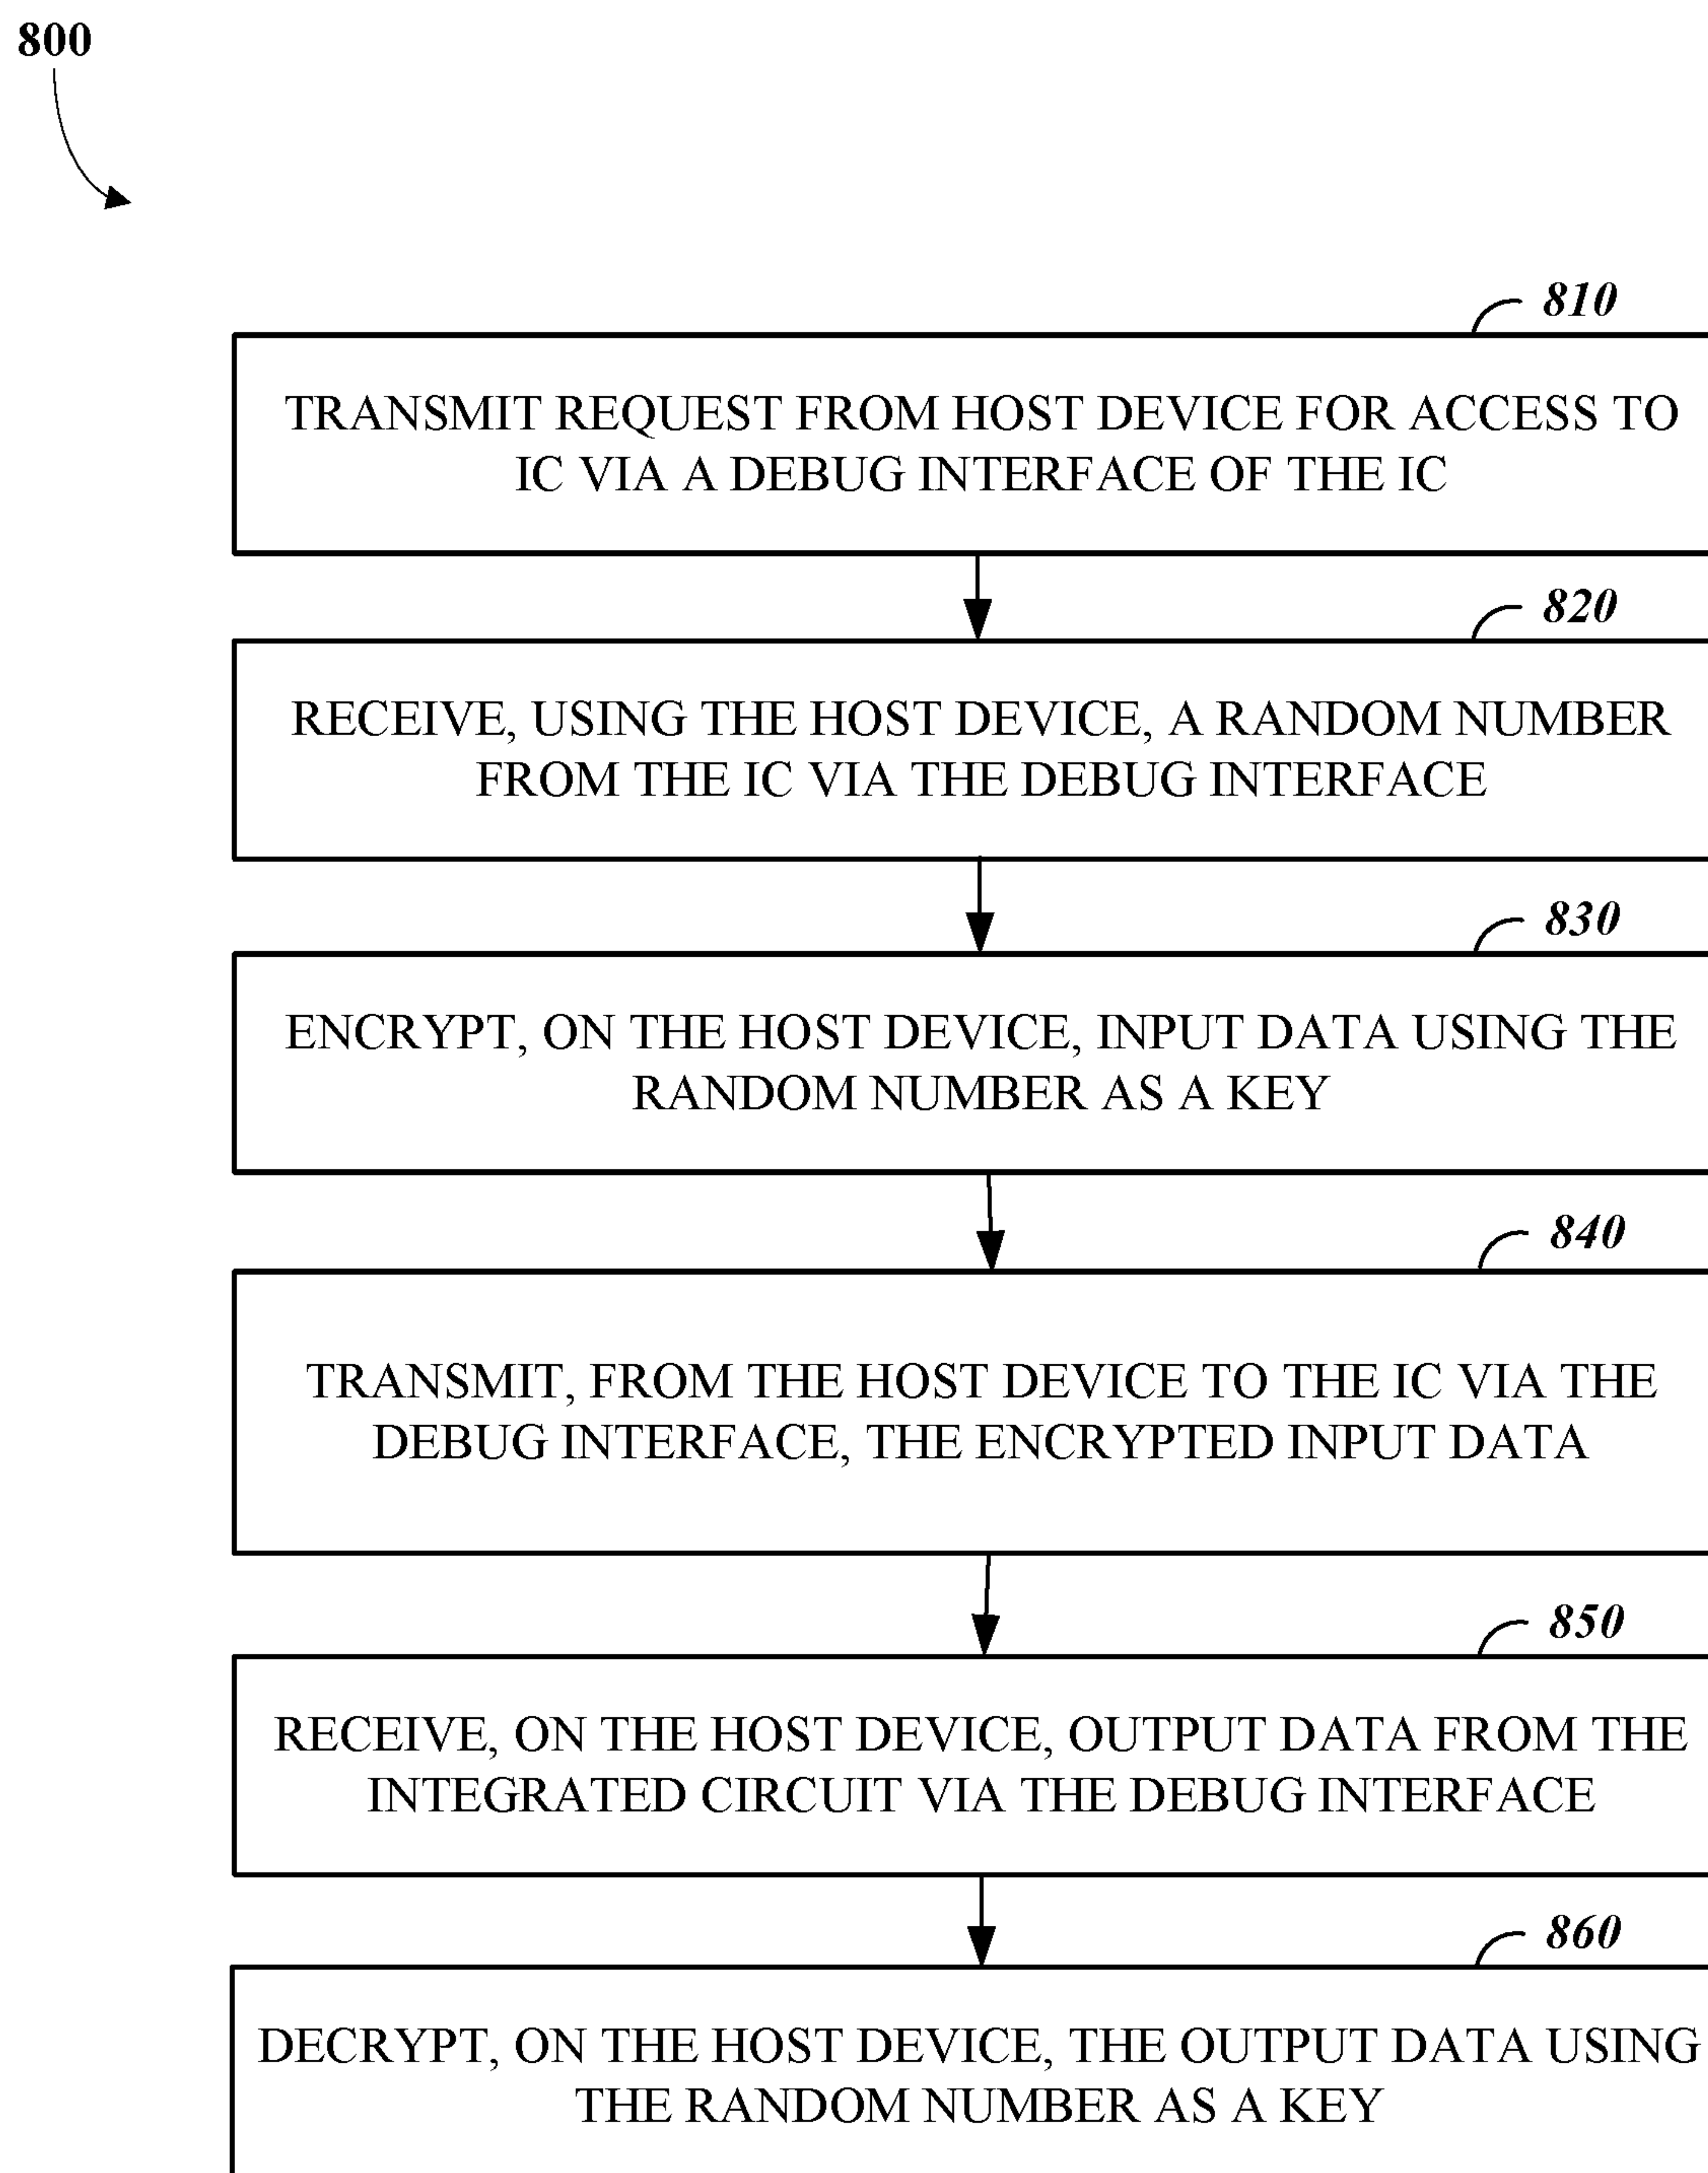 800
810
TRANSMIT REQUEST FROM HOST DEVICE FOR ACCESS TO
IC VIA A DEBUG INTERFACE OF THE IC
820
RECEIVE, USING THE HOST DEVICE, A RANDOM NUMBER
FROM THE IC VIA THE DEBUG INTERFACE
830
ENCRYPT, ON THE HOST DEVICE, INPUT DATA USING THE
RANDOM NUMBER AS A KEY
840
TRANSMIT, FROM THE HOST DEVICE TO THE IC VIA THE
DEBUG INTERFACE, THE ENCRYPTED INPUT DATA
850
RECEIVE, ON THE HOST DEVICE, OUTPUT DATA FROM THE
INTEGRATED CIRCUIT VIA THE DEBUG INTERFACE
860
DECRYPT, ON THE HOST DEVICE, THE OUTPUT DATA USING
THE RANDOM NUMBER AS A KEY